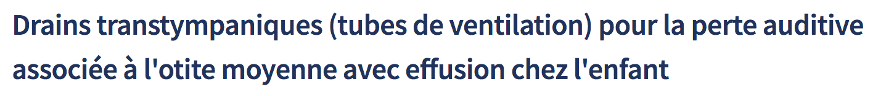 Drains transtympaniques (tubes de ventilation) pour la perte auditive
associée à l'otite moyenne avec effusion chez l'enfant